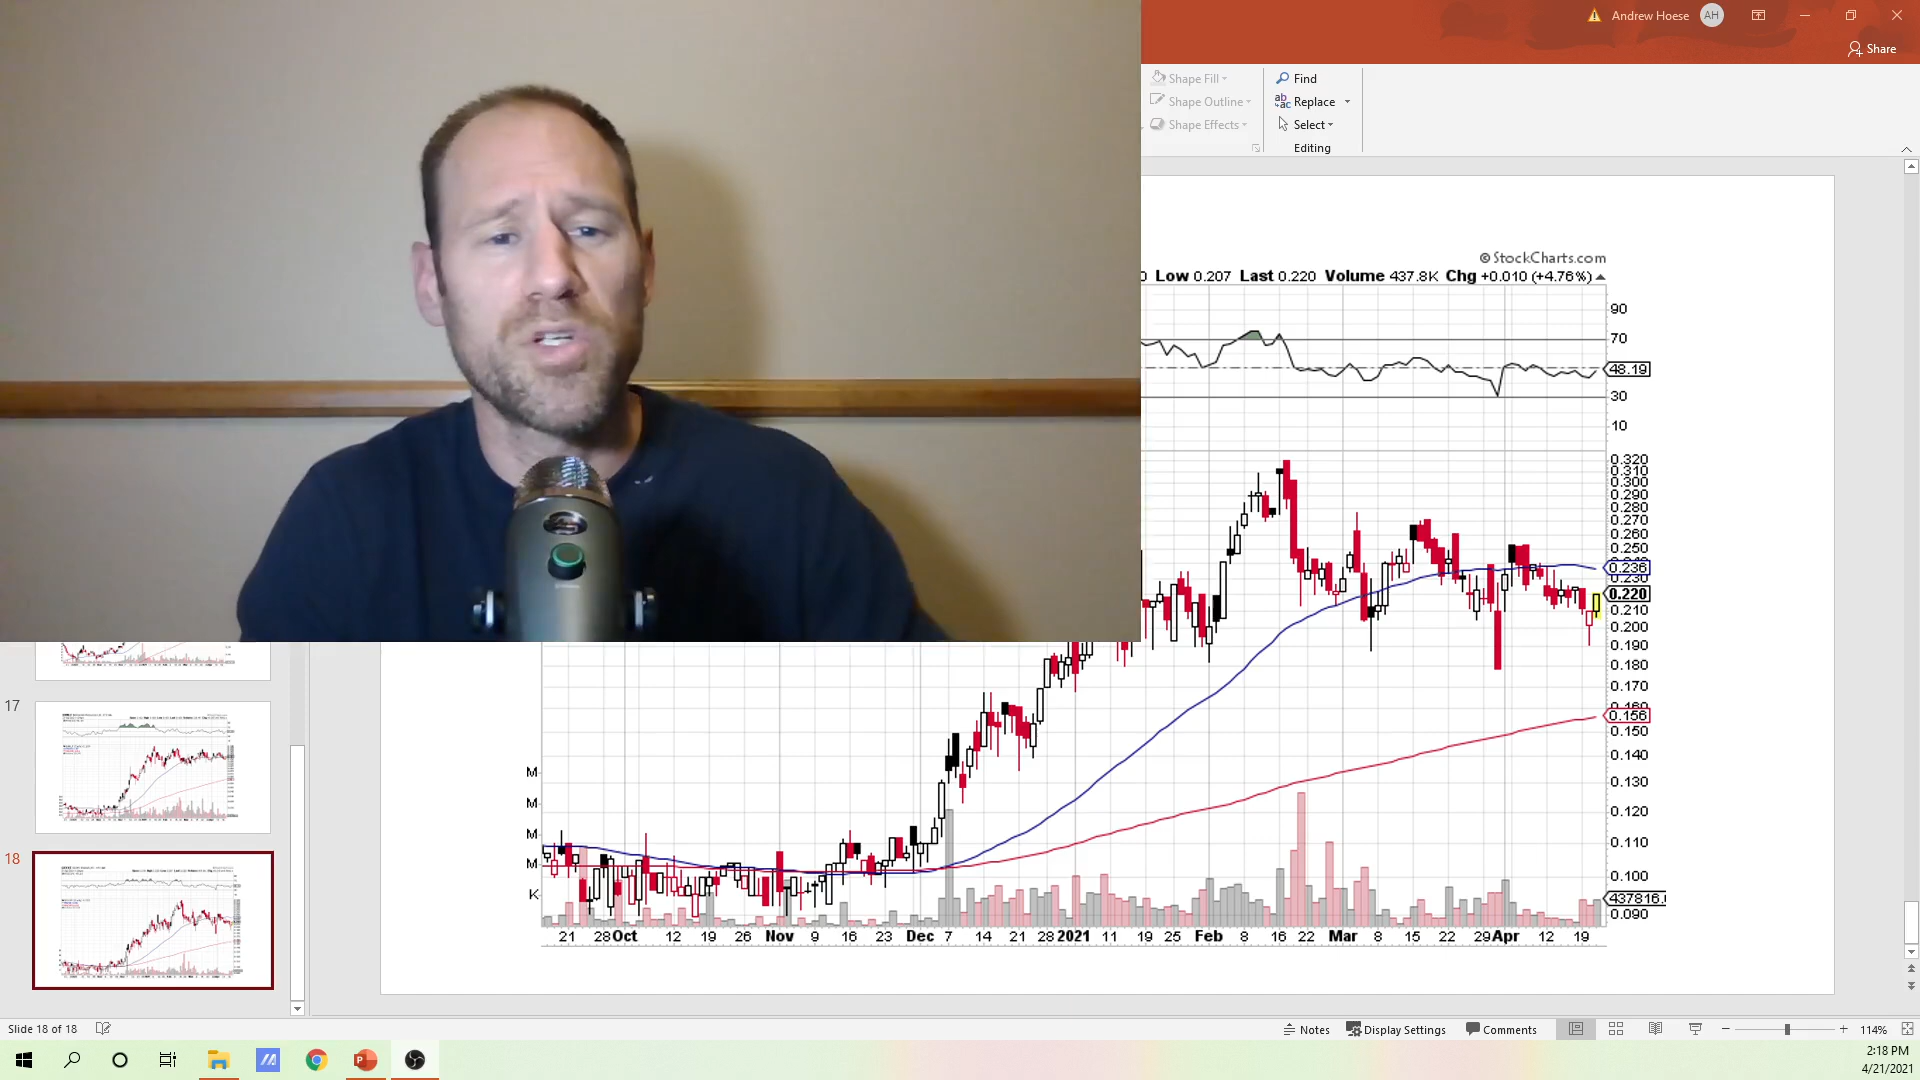 Andrew Hoese AH
Share
Shape Fill
Shape Outline
Shape Effects
Find
Replace
Select
Editing
© StockCharts.com
0 Low 0.207 Last 0.220 Volume 437.8K Chg +0.010 (+4.76%)
90
70
48.19
30
10
0.320
0.310
0.300
0.290
0.280
0.270
0.260
0.250
0.236
0.230
0.220
0.210
0.200
0.190
0.180
0.170
0.160
0.156
0.150
0.140
0.130
0.120
0.110
0.100
437816.0
0.090
M
M
M
M
K
21 28 Oct 12 19 26 Nov 9 16 23 Dec 7 14 21 28 2021 11 19 25 Feb 8 16 22 Mar 8 15 22 29 Apr 12 19
17
18
Slide 18 of 18
Notes Display Settings Comments 114%
2:18 PM
4/21/2021